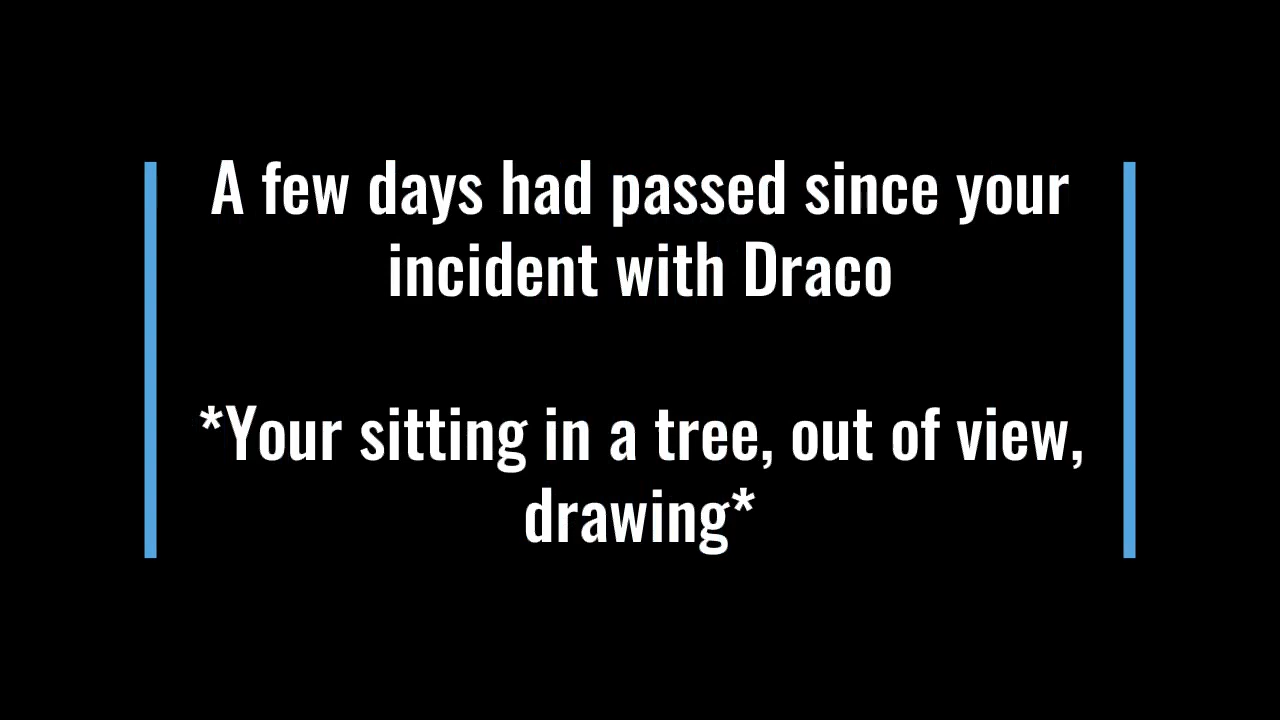 A few days had passed since your
incident with Draco
*Your sitting in a tree, out of view,
drawing*